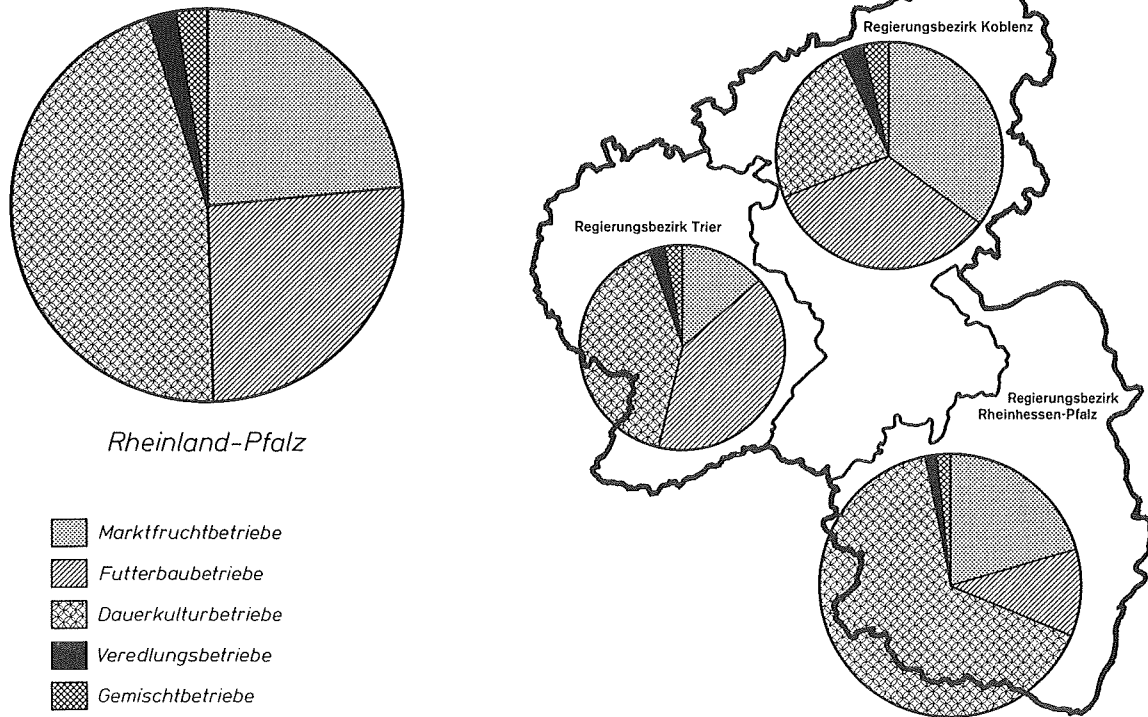 Regierungsbezirk Koblenz
Regierungsbezirk Trier
Regierungsbezirk
Rheinhessen-Pfalz
Rheinland-Pfalz
Marktfruchtbetriebe
Futterbaubetriebe
Dauerkulturbetriebe
Veredlungsbetriebe
Gemischtbetriebe